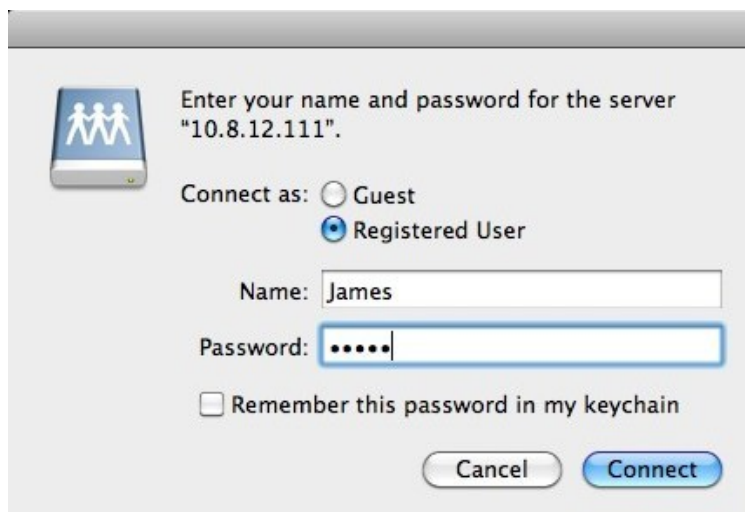 Enter your name and password for the server
“10.8.12.111”.
Connect as: Guest
Registered User
Name: James
Password: •••••
Remember this password in my keychain
Cancel Connect